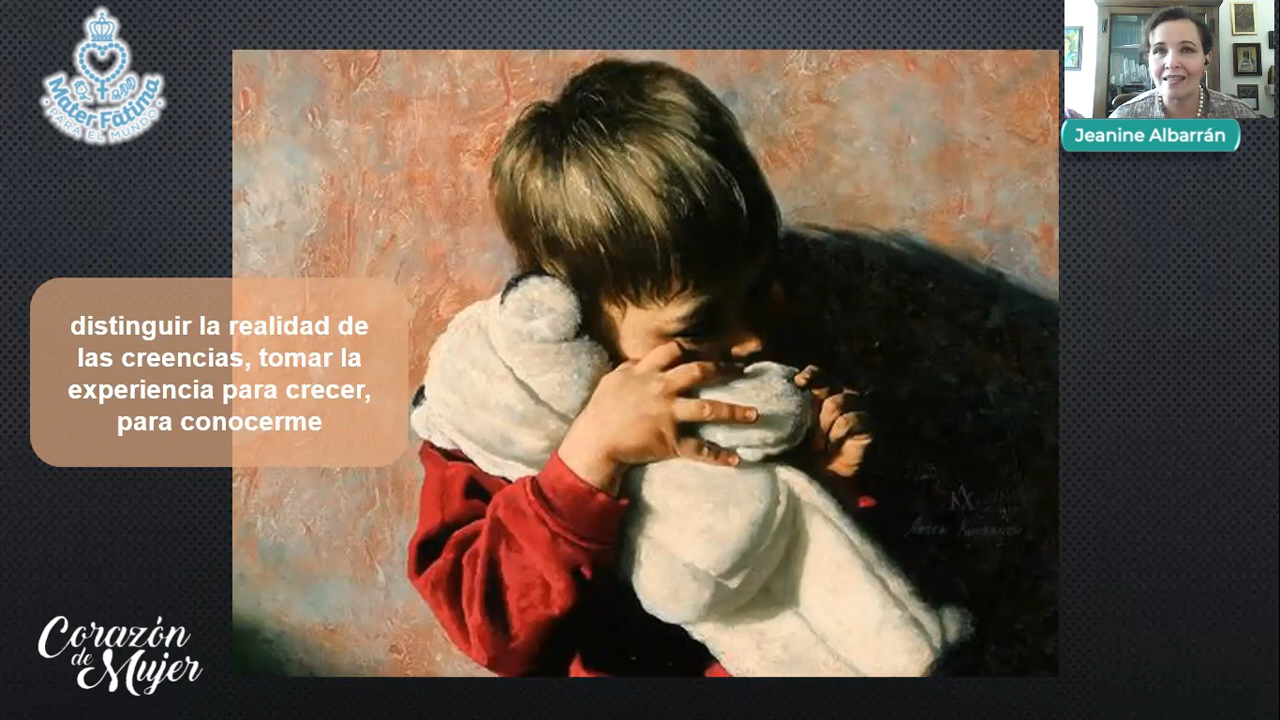 Mater Fátima
PARA EL MUNDO
Jeanine Albarrán
distinguir la realidad de
las creencias, tomar la
experiencia para crecer,
para conocerme
Corazón
de
Mujer